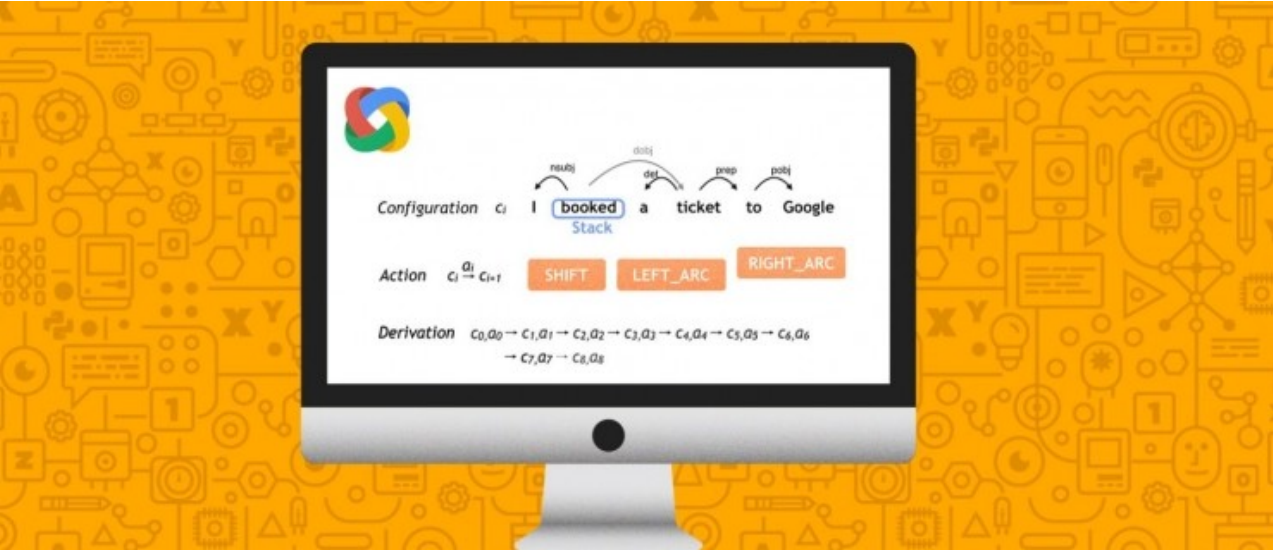 dobj
nsubj det prep pobj
Configuration cᵢ I booked a ticket to Google
Stack
Action cᵢ aᵢ→ cᵢ₊₁ SHIFT LEFT_ARC RIGHT_ARC
Derivation c₀,a₀→ c₁,a₁→ c₂,a₂→ c₃,a₃→ c₄,a₄→ c₅,a₅→ c₆,a₆
→ c₇,a₇→ c₈,a₈
Y
X
Y
A
X
X
Y
1
Z
1